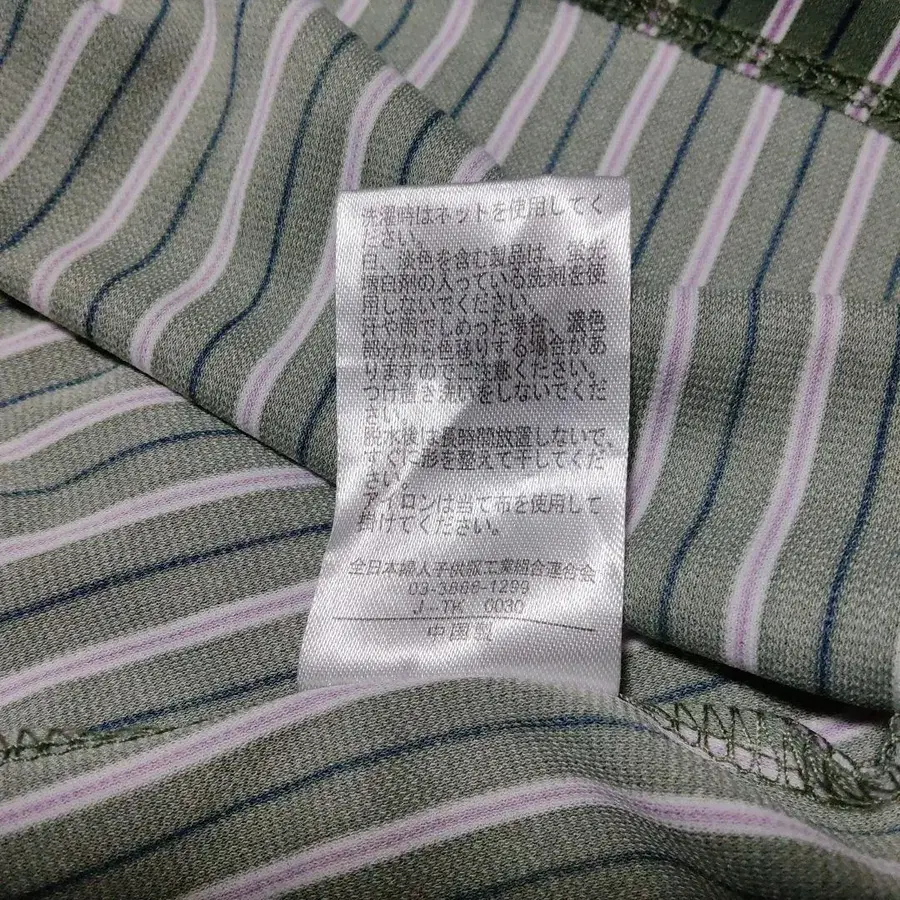 洗濯時はネットを使用してく
ださい。
白、淡色を含む製品は、蛍光
漂白剤の入っている洗剤を使
用しないでください。
汗や雨でしめった場合、濃色
部分から色移りする場合があ
りますのでご注意ください。
つけ置き洗いをしないでくだ
さい。
脱水後は長時間放置しないで、
すぐに形を整えて干してくだ
さい。
アイロンは当て布を使用して
掛けてください。
全日本婦人子供服工業組合連合会
03-3868-1299
J-TK 0030
中国製